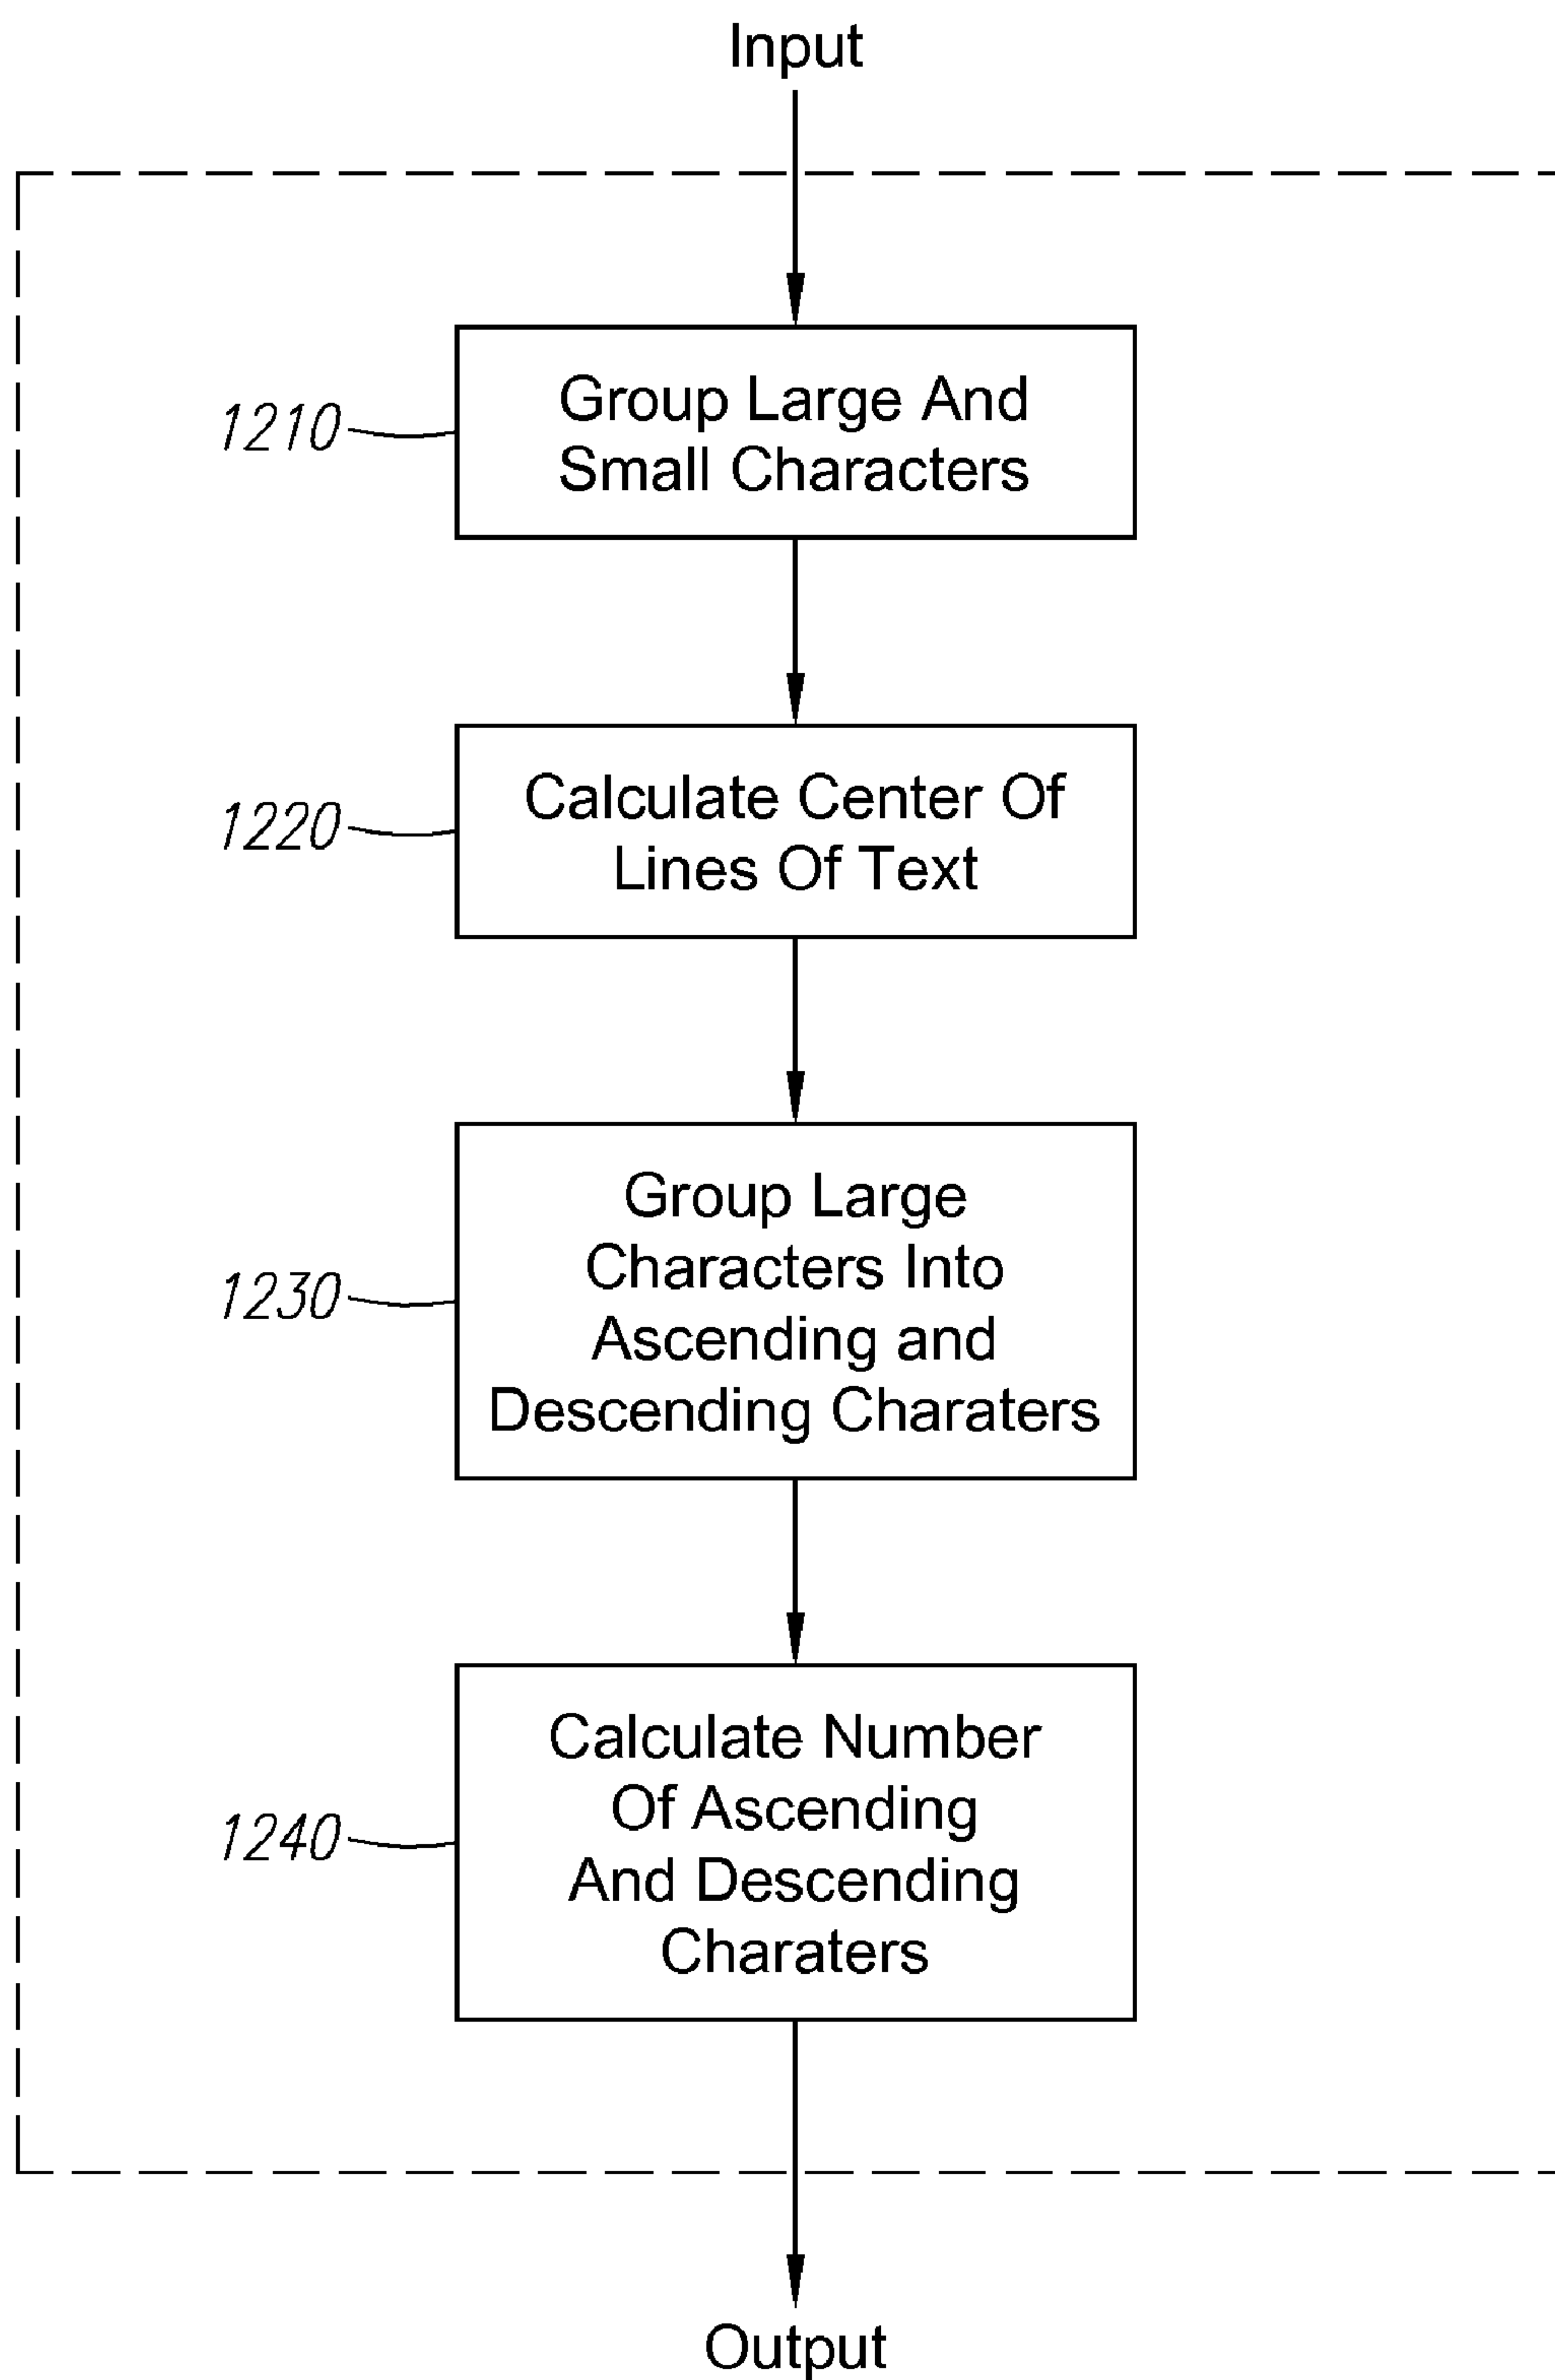 Input
1210
Group Large And
Small Characters
1220
Calculate Center Of
Lines Of Text
1230
Group Large
Characters Into
Ascending and
Descending Charaters
1240
Calculate Number
Of Ascending
And Descending
Charaters
Output